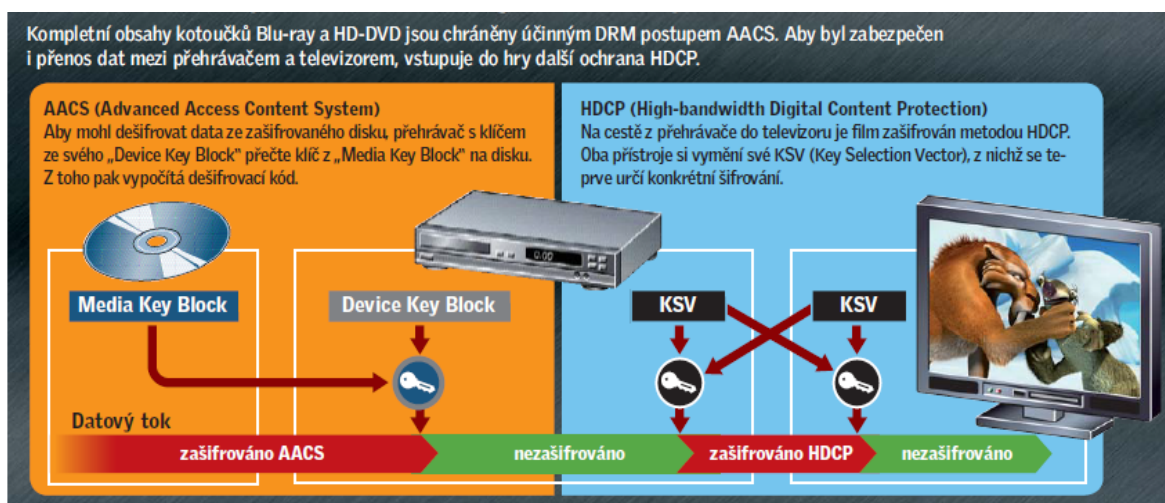 Kompletní obsahy kotoučků Blu-ray a HD-DVD jsou chráněny účinným DRM postupem AACS. Aby byl zabezpečen
i přenos dat mezi přehrávačem a televizorem, vstupuje do hry další ochrana HDCP.
AACS (Advanced Access Content System)
Aby mohl dešifrovat data ze zašifrovaného disku, přehrávač s klíčem
ze svého „Device Key Block" přečte klíč z „Media Key Block" na disku.
Z toho pak vypočítá dešifrovací kód.
HDCP (High-bandwidth Digital Content Protection)
Na cestě z přehrávače do televizoru je film zašifrován metodou HDCP.
Oba přístroje si vymění své KSV (Key Selection Vector), z nichž se te-
prve určí konkrétní šifrování.
0:00
Media Key Block
Device Key Block
KSV
KSV
Datový tok
zašifrováno AACS
nezašifrováno
zašifrováno HDCP
nezašifrováno